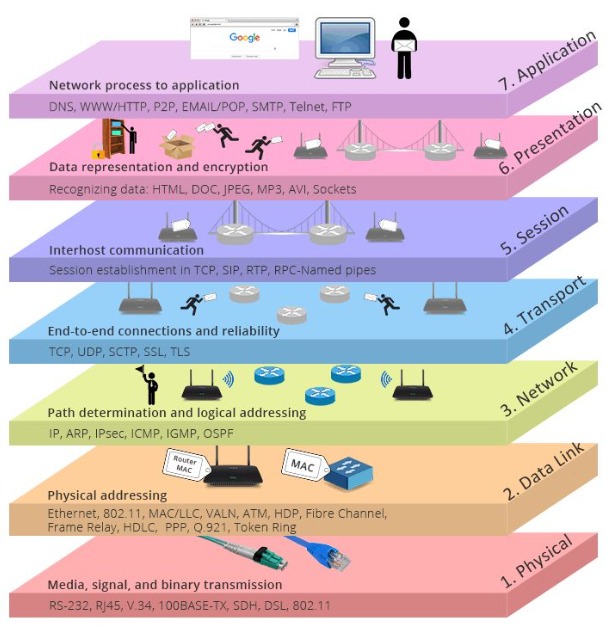 Google
7. Application
Network process to application
DNS, WWW/HTTP, P2P, EMAIL/POP, SMTP, Telnet, FTP
6. Presentation
Data representation and encryption
Recognizing data: HTML, DOC, JPEG, MP3, AVI, Sockets
5. Session
Interhost communication
Session establishment in TCP, SIP, RTP, RPC-Named pipes
4. Transport
End-to-end connections and reliability
TCP, UDP, SCTP, SSL, TLS
3. Network
Path determination and logical addressing
IP, ARP, IPsec, ICMP, IGMP, OSPF
2. Data Link
Router
MAC
MAC
Physical addressing
Ethernet, 802.11, MAC/LLC, VALN, ATM, HDP, Fibre Channel,
Frame Relay, HDLC, PPP, Q.921, Token Ring
1. Physical
Media, signal, and binary transmission
RS-232, RJ45, V.34, 100BASE-TX, SDH, DSL, 802.11